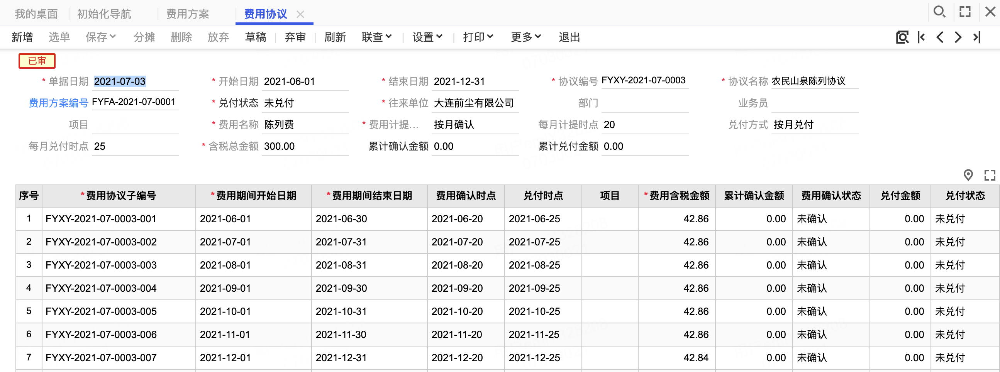 我的桌面 初始化导航 费用方案 费用协议
新增 选单 保存 分摊 删除 放弃 草稿 弃审 刷新 联查 设置 打印 更多 退出
已审
* 单据日期 2021-07-03 * 开始日期 2021-06-01 * 结束日期 2021-12-31 * 协议编号 FYXY-2021-07-0003 * 协议名称 农民山泉陈列协议
费用方案编号 FYFA-2021-07-0001 * 兑付状态 未兑付 * 往来单位 大连前尘有限公司 部门 业务员
项目 * 费用名称 陈列费 * 费用计提... 按月确认 每月计提时点 20 兑付方式 按月兑付
每月兑付时点 25 * 含税总金额 300.00 累计确认金额 0.00 累计兑付金额 0.00
序号 * 费用协议子编号 * 费用期间开始日期 * 费用期间结束日期 费用确认时点 兑付时点 项目 * 费用含税金额 累计确认金额 费用确认状态 兑付金额 兑付状态
1 FYXY-2021-07-0003-001 2021-06-01 2021-06-30 2021-06-20 2021-06-25 42.86 0.00 未确认 0.00 未兑付
2 FYXY-2021-07-0003-002 2021-07-01 2021-07-31 2021-07-20 2021-07-25 42.86 0.00 未确认 0.00 未兑付
3 FYXY-2021-07-0003-003 2021-08-01 2021-08-31 2021-08-20 2021-08-25 42.86 0.00 未确认 0.00 未兑付
4 FYXY-2021-07-0003-004 2021-09-01 2021-09-30 2021-09-20 2021-09-25 42.86 0.00 未确认 0.00 未兑付
5 FYXY-2021-07-0003-005 2021-10-01 2021-10-31 2021-10-20 2021-10-25 42.86 0.00 未确认 0.00 未兑付
6 FYXY-2021-07-0003-006 2021-11-01 2021-11-30 2021-11-20 2021-11-25 42.86 0.00 未确认 0.00 未兑付
7 FYXY-2021-07-0003-007 2021-12-01 2021-12-31 2021-12-20 2021-12-25 42.84 0.00 未确认 0.00 未兑付